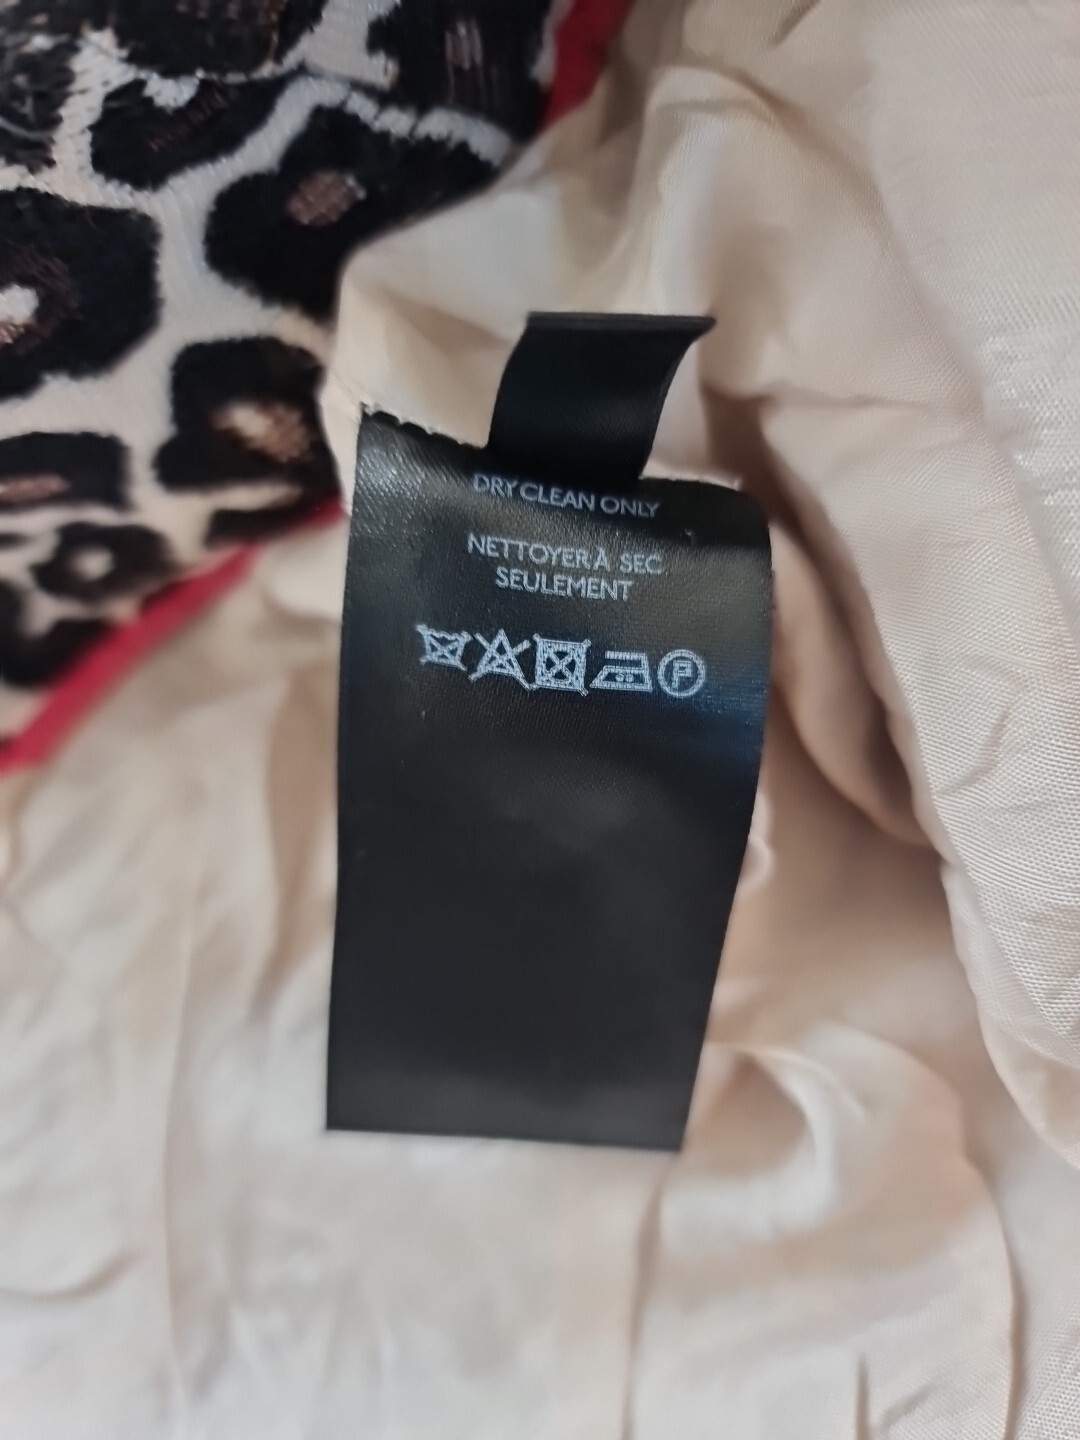 DRY CLEAN ONLY
NETTOYER À SEC
SEULEMENT
P